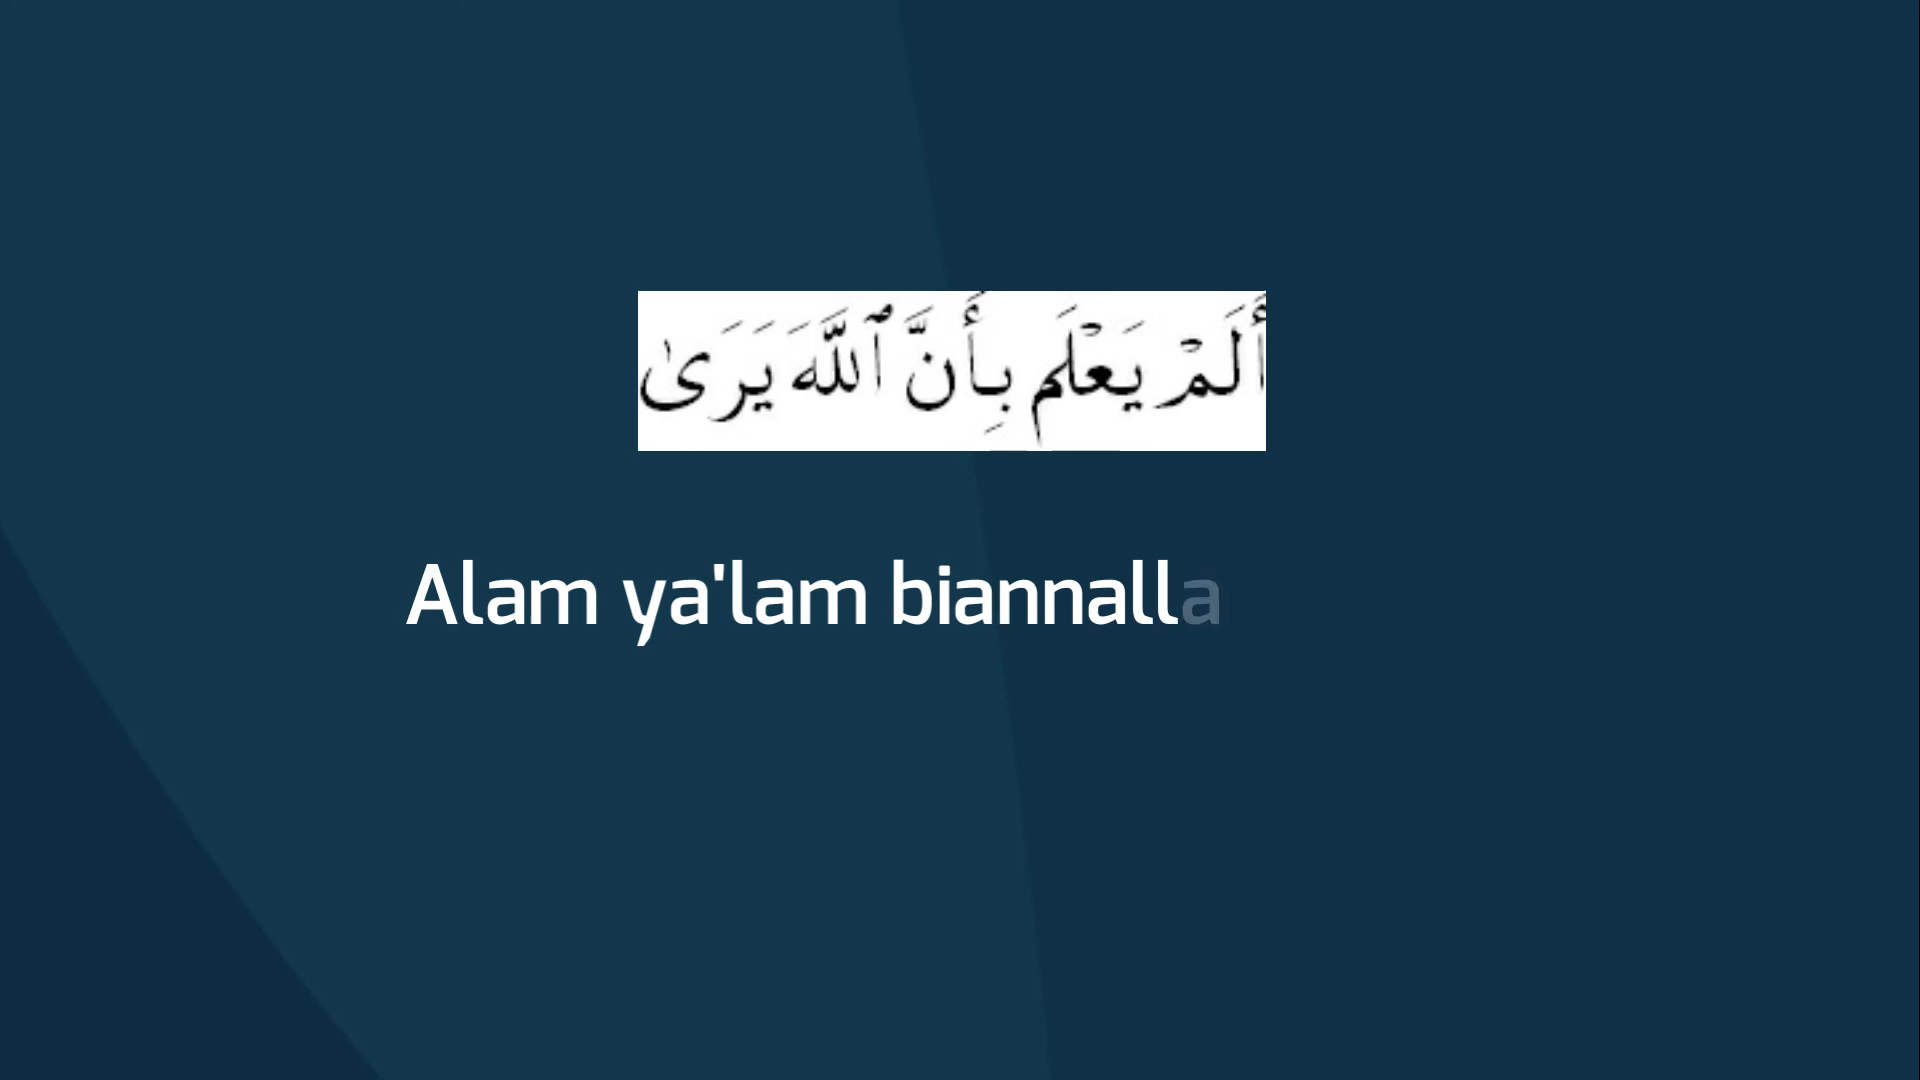 أَلَمْ يَعْلَم بِأَنَّ ٱللَّهَ يَرَىٰ
Alam ya'lam biannalla